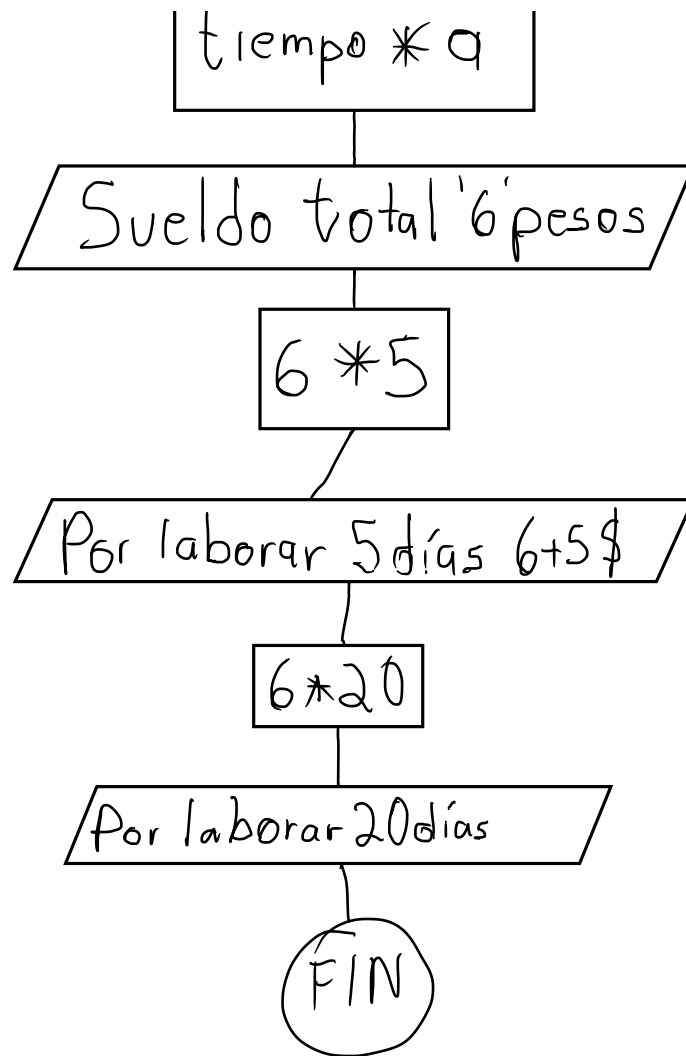 tiempo * a
Sueldo total '6' pesos
6 * 5
Por laborar 5 días 6+5$
6*20
Por laborar 20 días
FIN